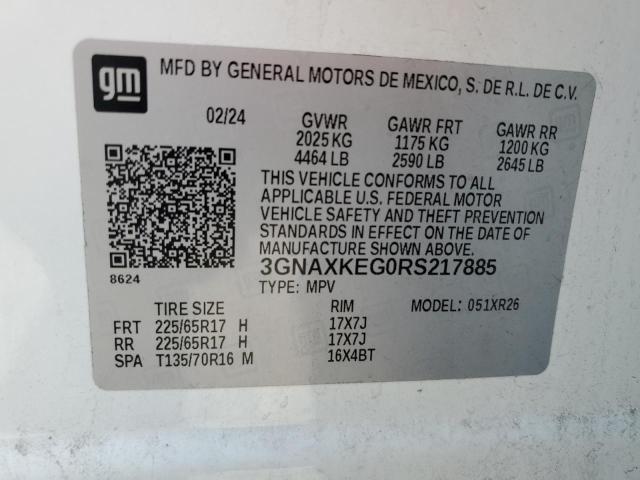 gm
MFD BY GENERAL MOTORS DE MEXICO, S. DE R.L. DE C.V.
02/24 GVWR GAWR FRT GAWR RR
2025 KG 1175 KG 1200 KG
4464 LB 2590 LB 2645 LB
THIS VEHICLE CONFORMS TO ALL
APPLICABLE U.S. FEDERAL MOTOR
VEHICLE SAFETY AND THEFT PREVENTION
STANDARDS IN EFFECT ON THE DATE OF
MANUFACTURE SHOWN ABOVE.
8624 3GNAXKEG0RS217885
TYPE: MPV MODEL: 051XR26
TIRE SIZE RIM
FRT 225/65R17 H 17X7J
RR 225/65R17 H 17X7J
SPA T135/70R16 M 16X4BT